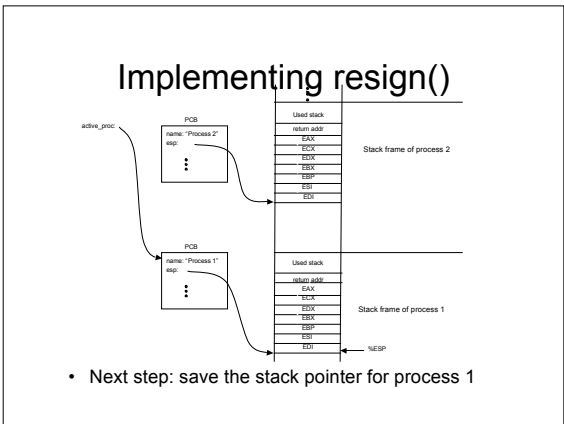 Implementing resign()
active_proc:
PCB
name: "Process 2"
esp:
Used stack
return addr
EAX
ECX
EDX
EBX
EBP
ESI
EDI
Stack frame of process 2
PCB
name: "Process 1"
esp:
Used stack
return addr
EAX
ECX
EDX
EBX
EBP
ESI
EDI
Stack frame of process 1
%ESP
• Next step: save the stack pointer for process 1